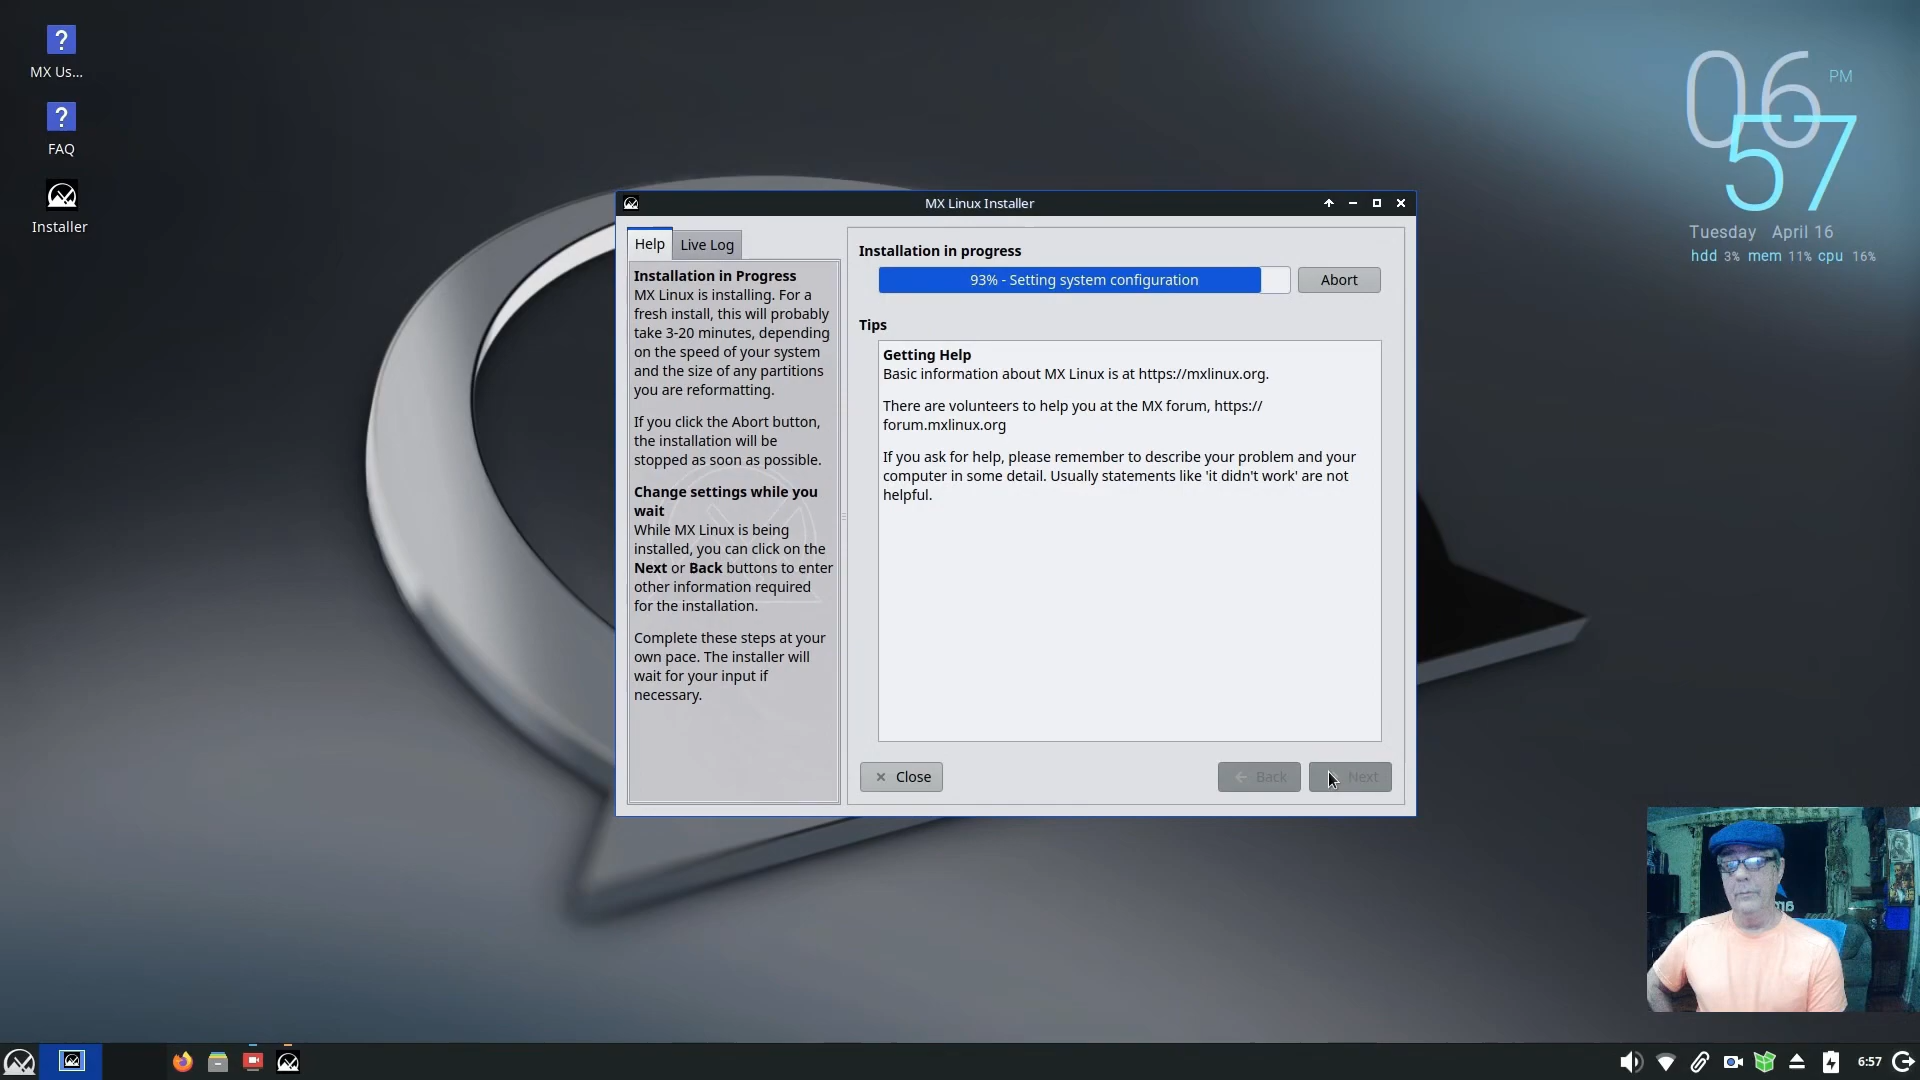 MX Us...
FAQ
Installer
06 PM
57
Tuesday April 16
hdd 3% mem 11% cpu 16%
MX Linux Installer
Help
Live Log
Installation in Progress
MX Linux is installing. For a
fresh install, this will probably
take 3-20 minutes, depending
on the speed of your system
and the size of any partitions
you are reformatting.
If you click the Abort button,
the installation will be
stopped as soon as possible.
Change settings while you
wait
While MX Linux is being
installed, you can click on the
Next or Back buttons to enter
other information required
for the installation.
Complete these steps at your
own pace. The installer will
wait for your input if
necessary.
Installation in progress
93% - Setting system configuration
Abort
Tips
Getting Help
Basic information about MX Linux is at https://mxlinux.org.
There are volunteers to help you at the MX forum, https://
forum.mxlinux.org
If you ask for help, please remember to describe your problem and your
computer in some detail. Usually statements like 'it didn't work' are not
helpful.
Close
Back
Next
6:57